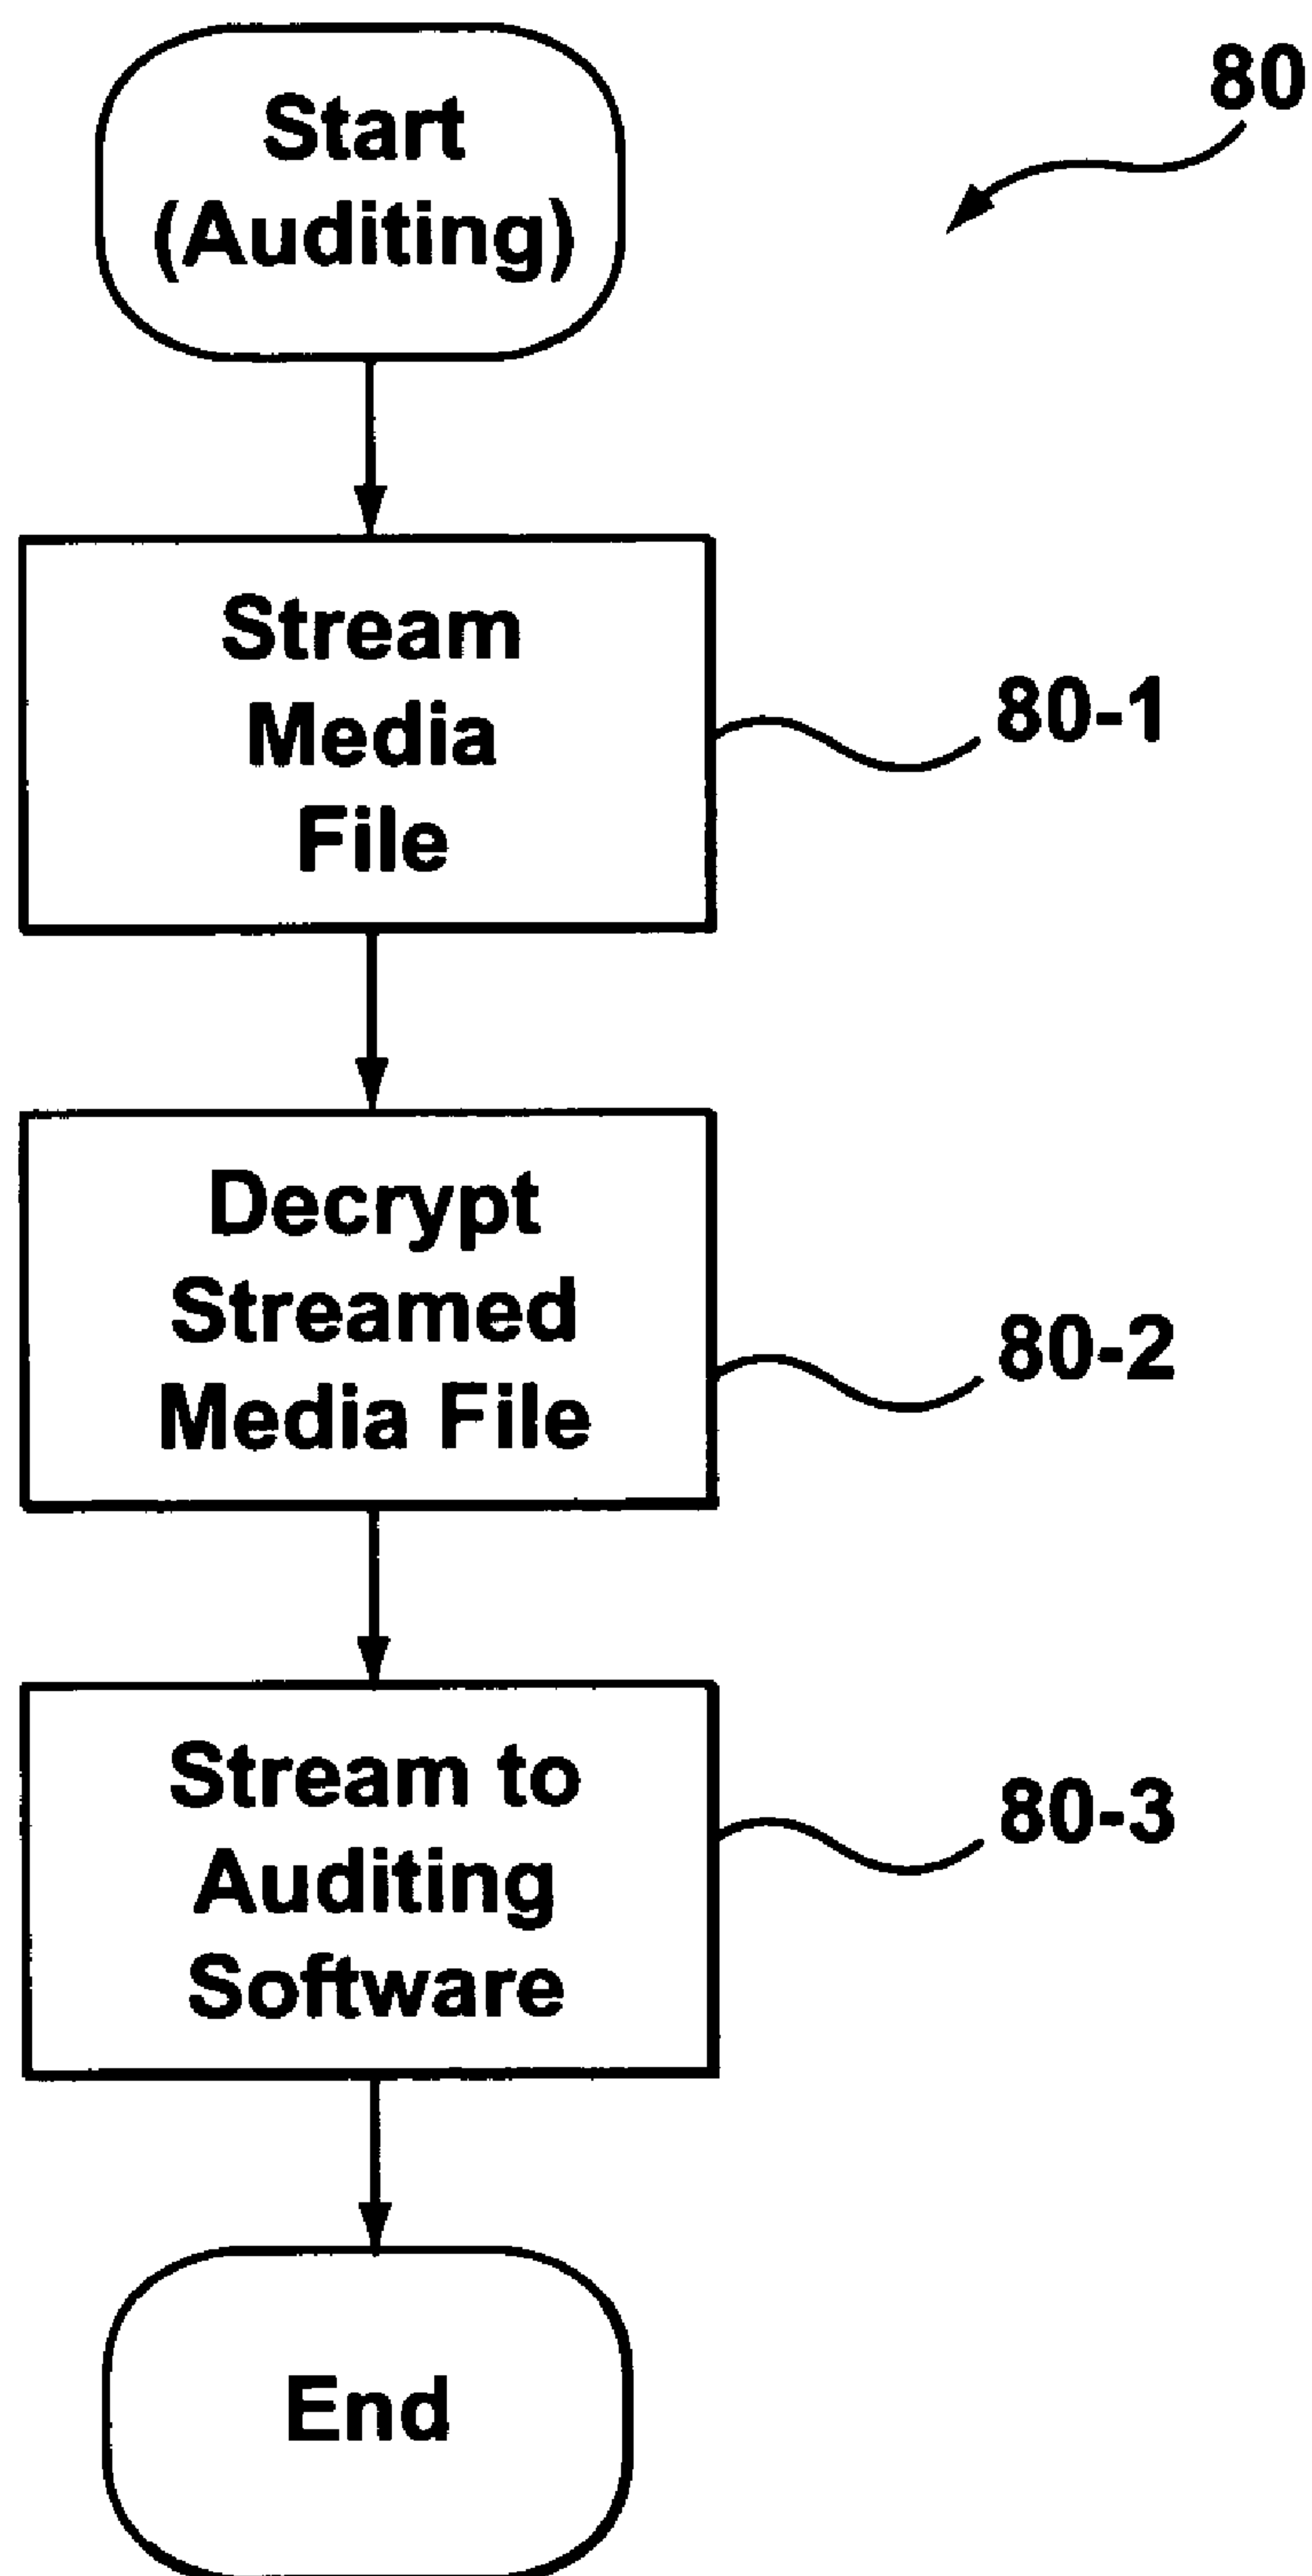 80
Start
(Auditing)
Stream
Media
File
80-1
Decrypt
Streamed
Media File
80-2
Stream to
Auditing
Software
80-3
End